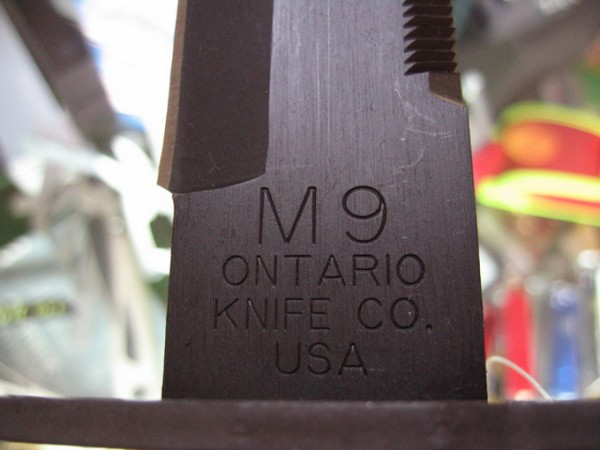 M9
ONTARIO
KNIFE CO.
USA